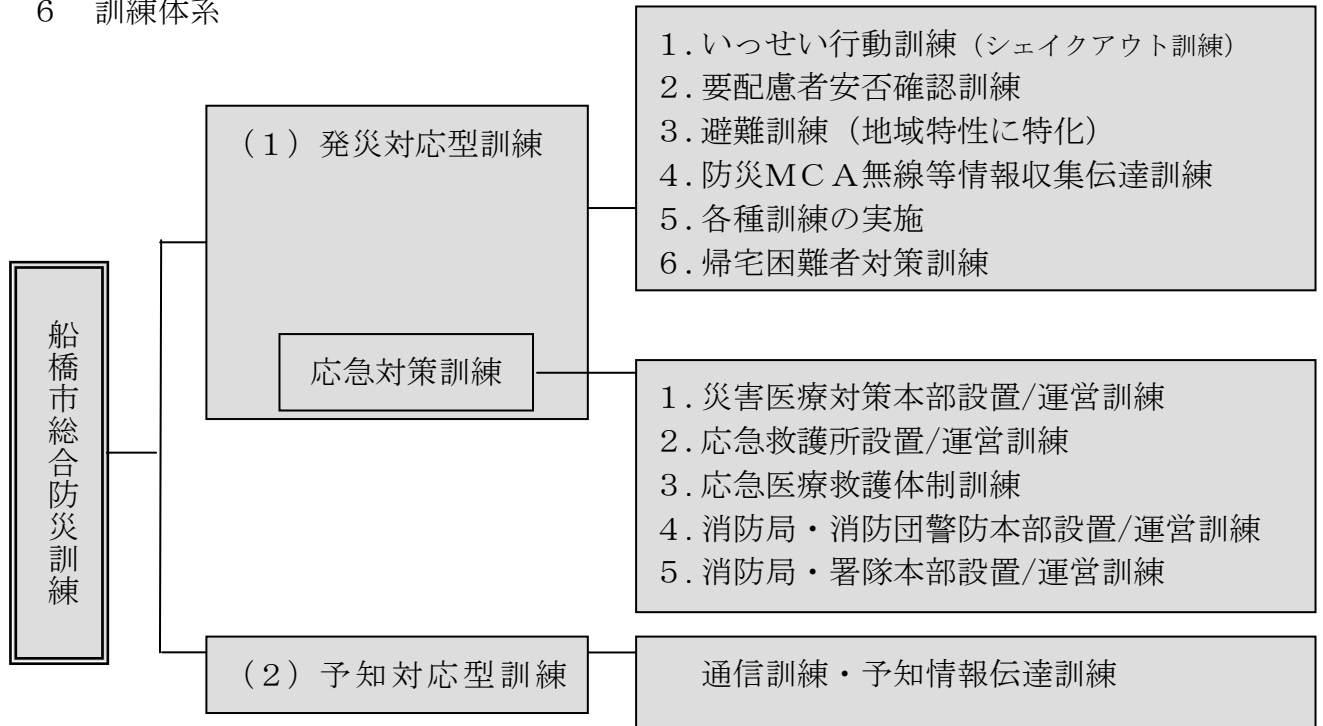 ６　訓練体系
船橋市総合防災訓練
（１）発災対応型訓練
１.いっせい行動訓練（シェイクアウト訓練）
２.要配慮者安否確認訓練
３.避難訓練（地域特性に特化）
４.防災ＭＣＡ無線等情報収集伝達訓練
５.各種訓練の実施
６.帰宅困難者対策訓練
応急対策訓練
１.災害医療対策本部設置/運営訓練
２.応急救護所設置/運営訓練
３.応急医療救護体制訓練
４.消防局・消防団警防本部設置/運営訓練
５.消防局・署隊本部設置/運営訓練
（２）予知対応型訓練
通信訓練・予知情報伝達訓練